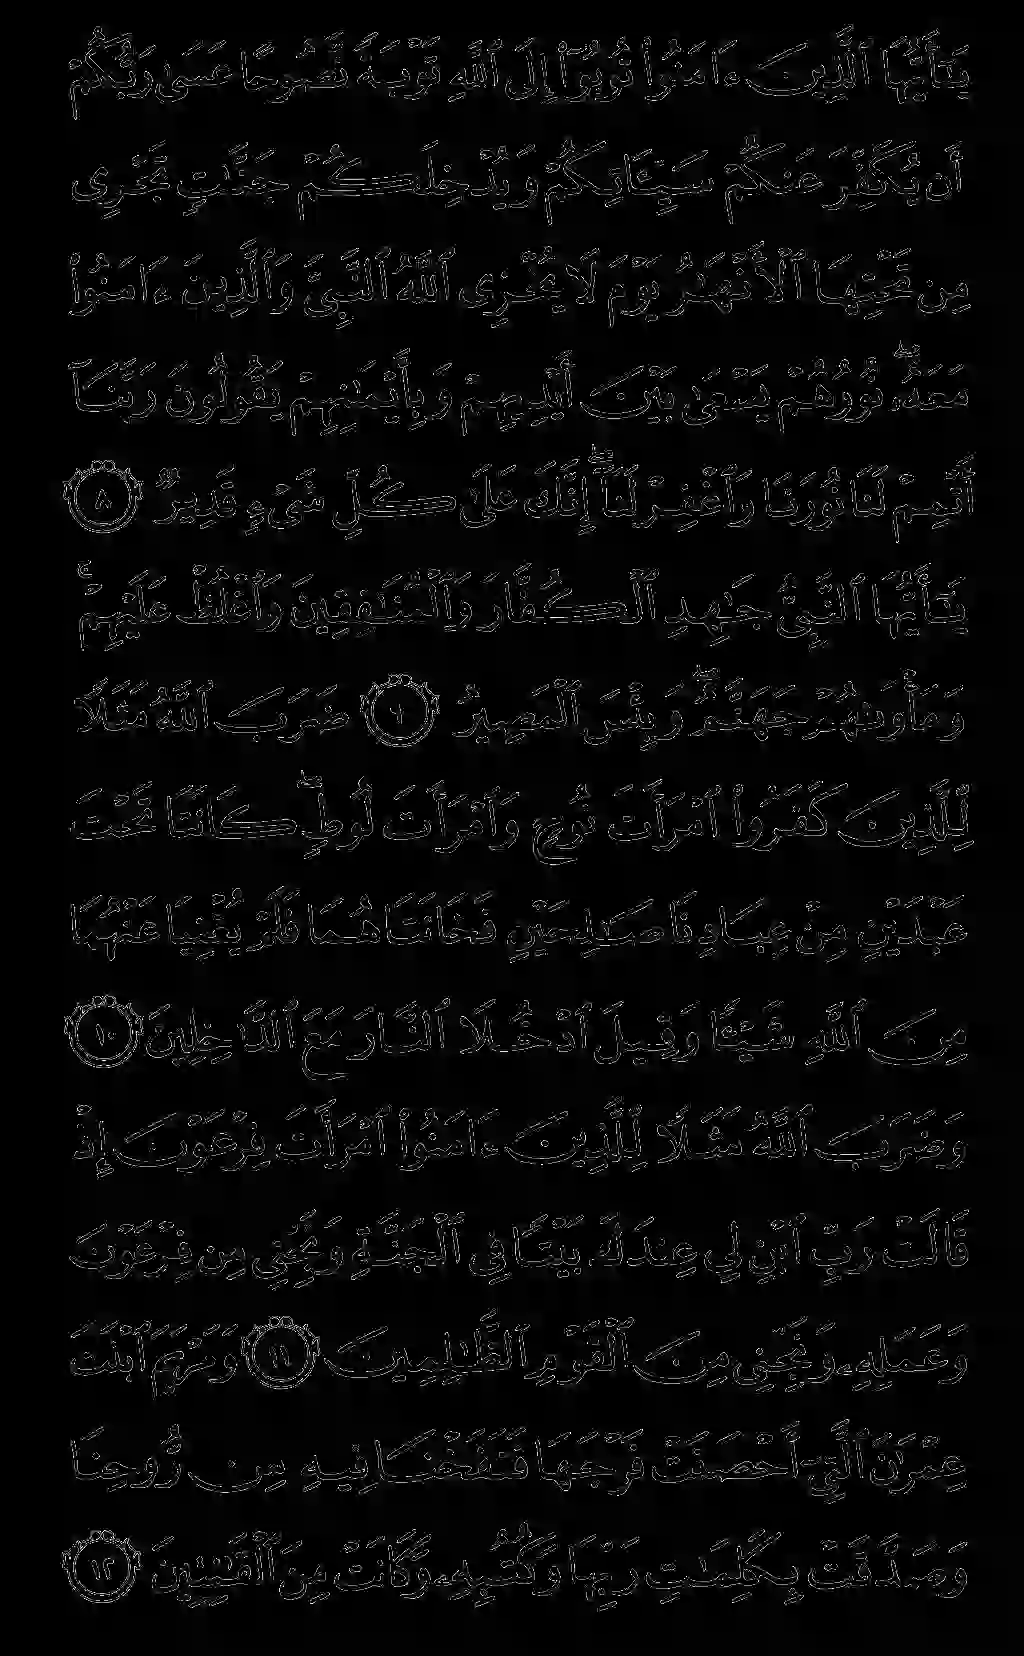 يَـٰٓأَيُّهَا ٱلَّذِينَ ءَامَنُوا۟ تُوبُوٓا۟ إِلَى ٱللَّهِ تَوْبَةً نَّصُوحًا عَسَىٰ رَبُّكُمْ
أَن يُكَفِّرَ عَنكُمْ سَيِّـَٔاتِكُمْ وَيُدْخِلَكُمْ جَنَّـٰتٍ تَجْرِى
مِن تَحْتِهَا ٱلْأَنْهَـٰرُ يَوْمَ لَا يُخْزِى ٱللَّهُ ٱلنَّبِىَّ وَٱلَّذِينَ ءَامَنُوا۟
مَعَهُۥ ۖ نُورُهُمْ يَسْعَىٰ بَيْنَ أَيْدِيهِمْ وَبِأَيْمَـٰنِهِمْ يَقُولُونَ رَبَّنَآ
أَتْمِمْ لَنَا نُورَنَا وَٱغْفِرْ لَنَآ ۖ إِنَّكَ عَلَىٰ كُلِّ شَىْءٍ قَدِيرٌ ٨
يَـٰٓأَيُّهَا ٱلنَّبِىُّ جَـٰهِدِ ٱلْكُفَّارَ وَٱلْمُنَـٰفِقِينَ وَٱغْلُظْ عَلَيْهِمْ ۚ
وَمَأْوَىٰهُمْ جَهَنَّمُ ۖ وَبِئْسَ ٱلْمَصِيرُ ٩ ضَرَبَ ٱللَّهُ مَثَلًا
لِّلَّذِينَ كَفَرُوا۟ ٱمْرَأَتَ نُوحٍ وَٱمْرَأَتَ لُوطٍ ۖ كَانَتَا تَحْتَ
عَبْدَيْنِ مِنْ عِبَادِنَا صَـٰلِحَيْنِ فَخَانَتَاهُمَا فَلَمْ يُغْنِيَا عَنْهُمَا
مِنَ ٱللَّهِ شَيْـًٔا وَقِيلَ ٱدْخُلَا ٱلنَّارَ مَعَ ٱلدَّٰخِلِينَ ١٠
وَضَرَبَ ٱللَّهُ مَثَلًا لِّلَّذِينَ ءَامَنُوا۟ ٱمْرَأَتَ فِرْعَوْنَ إِذْ
قَالَتْ رَبِّ ٱبْنِ لِى عِندَكَ بَيْتًا فِى ٱلْجَنَّةِ وَنَجِّنِى مِن فِرْعَوْنَ
وَعَمَلِهِۦ وَنَجِّنِى مِنَ ٱلْقَوْمِ ٱلظَّـٰلِمِينَ ١١ وَمَرْيَمَ ٱبْنَتَ
عِمْرَٰنَ ٱلَّتِىٓ أَحْصَنَتْ فَرْجَهَا فَنَفَخْنَا فِيهِ مِن رُّوحِنَا
وَصَدَّقَتْ بِكَلِمَـٰتِ رَبِّهَا وَكُتُبِهِۦ وَكَانَتْ مِنَ ٱلْقَـٰنِتِينَ ١٢